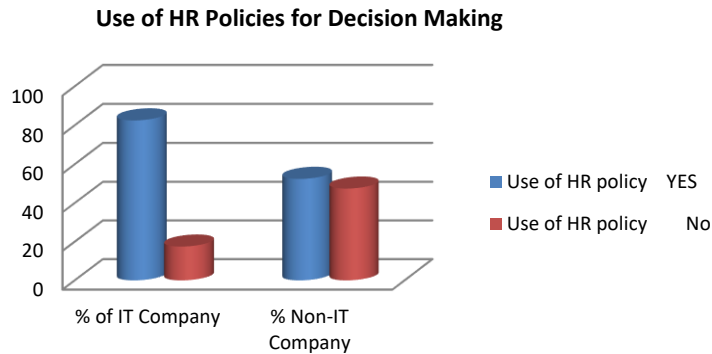 Use of HR Policies for Decision Making
100
80
60
40
20
0
% of IT Company
% Non-IT
Company
Use of HR policy YES
Use of HR policy No